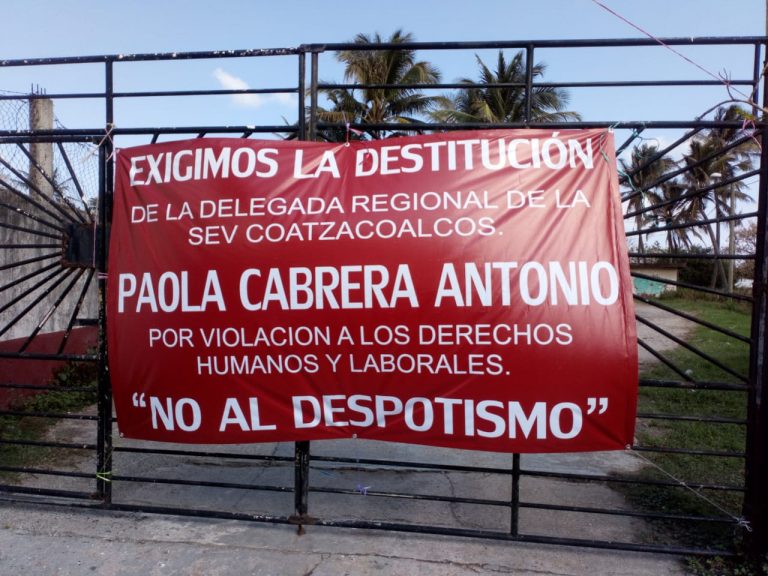 EXIGIMOS LA DESTITUCIÓN
DE LA DELEGADA REGIONAL DE LA
SEV COATZACOALCOS.
PAOLA CABRERA ANTONIO
POR VIOLACION A LOS DERECHOS
HUMANOS Y LABORALES.
“NO AL DESPOTISMO”